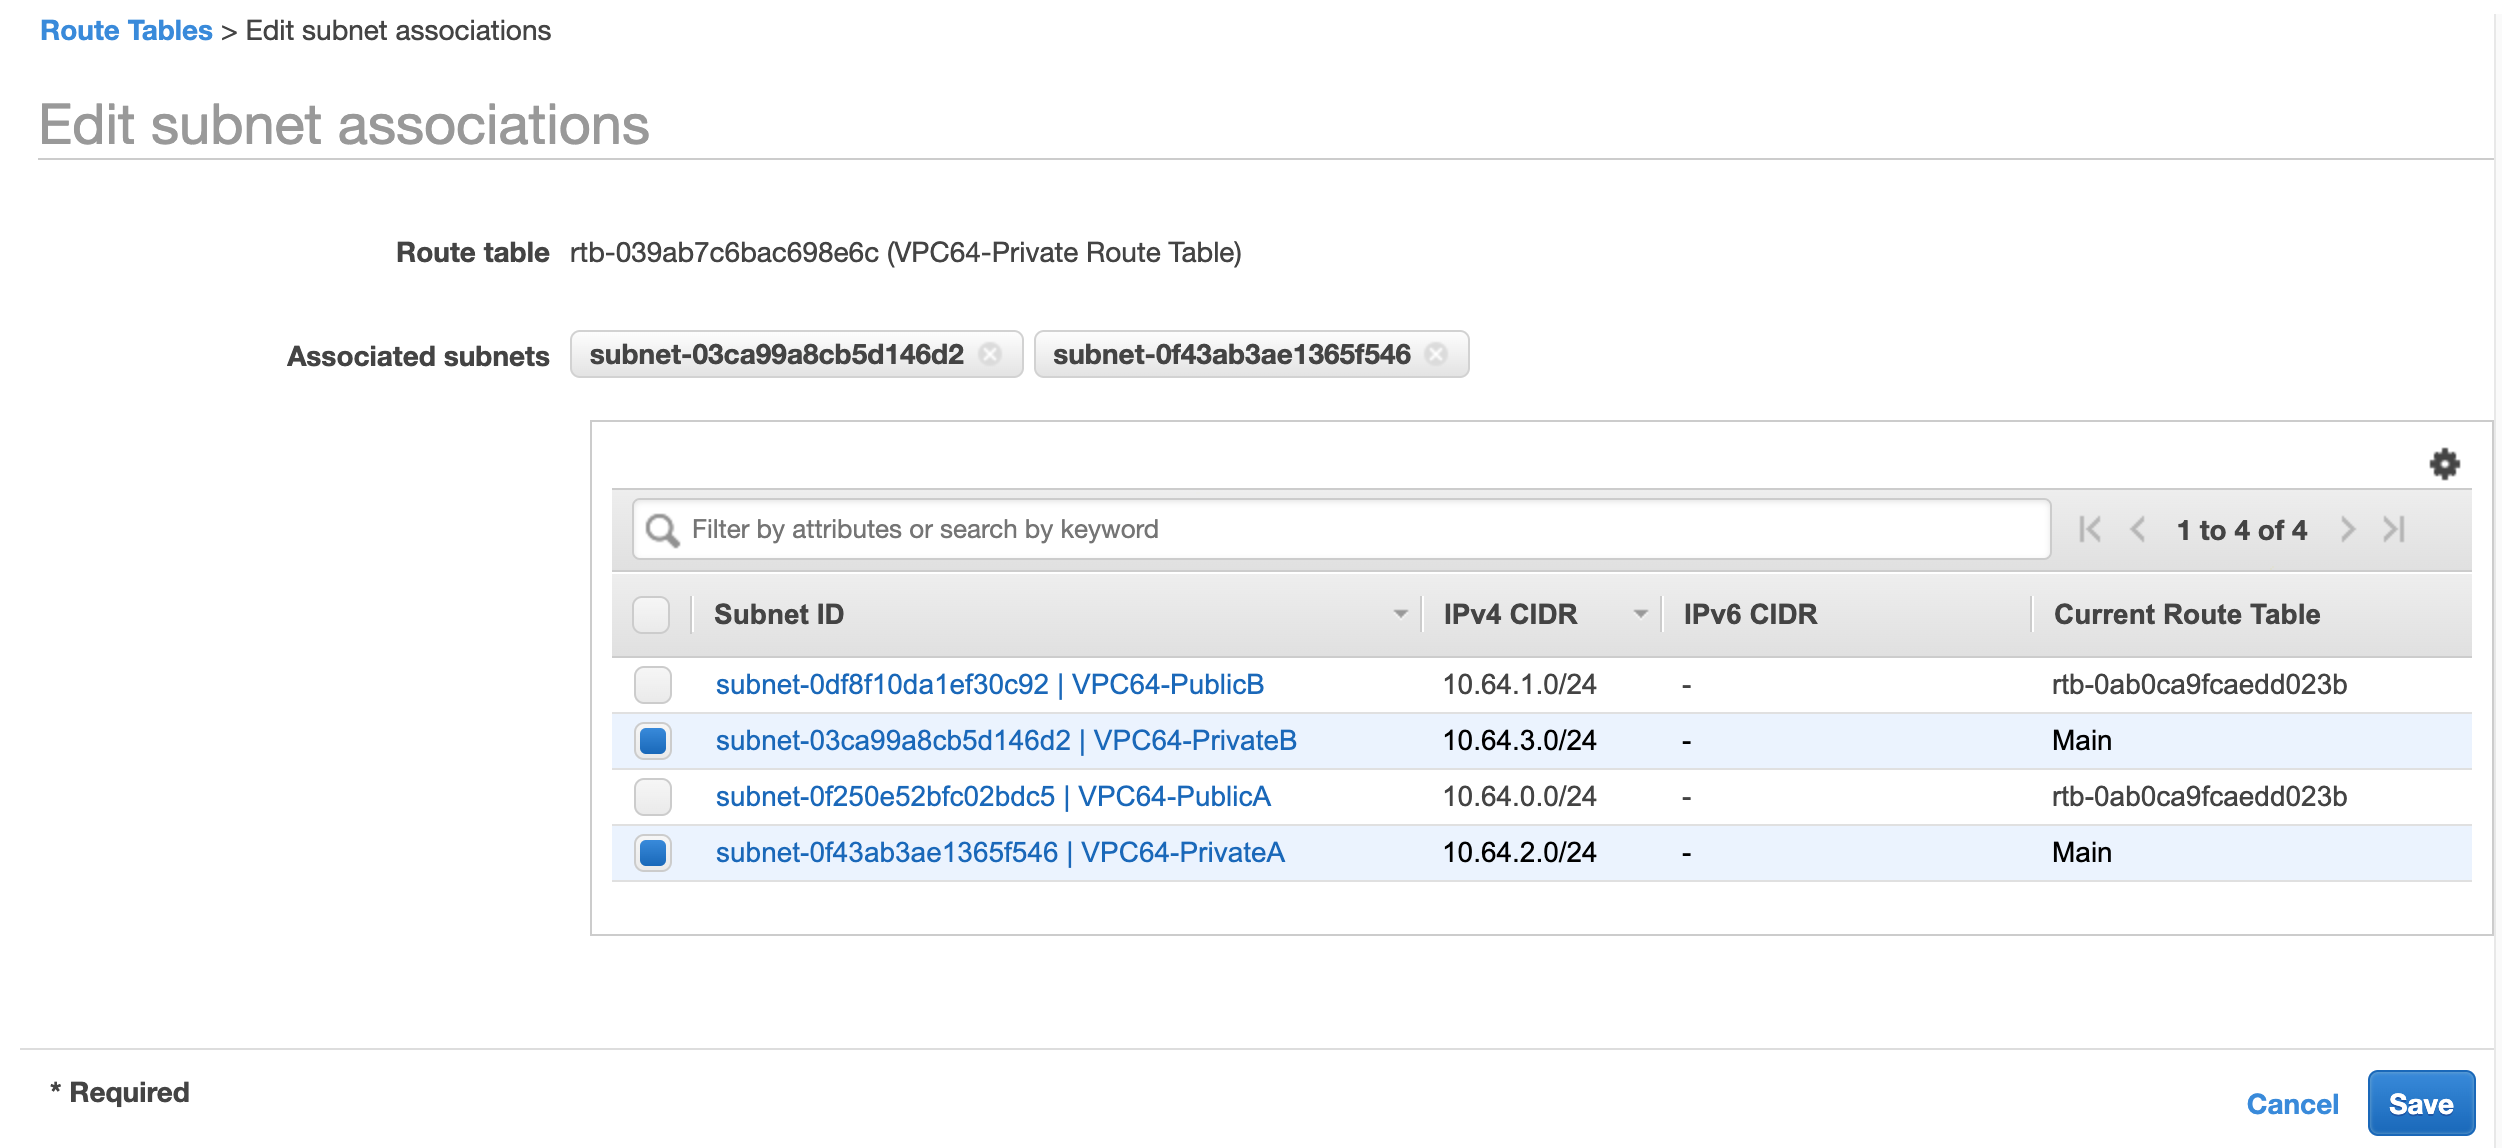 Route Tables > Edit subnet associations
Edit subnet associations
Route table rtb-039ab7c6bac698e6c (VPC64-Private Route Table)
Associated subnets subnet-03ca99a8cb5d146d2 subnet-0f43ab3ae1365f546
Filter by attributes or search by keyword 1 to 4 of 4
Subnet ID IPv4 CIDR IPv6 CIDR Current Route Table
subnet-0df8f10da1ef30c92 | VPC64-PublicB 10.64.1.0/24 - rtb-0ab0ca9fcaedd023b
subnet-03ca99a8cb5d146d2 | VPC64-PrivateB 10.64.3.0/24 - Main
subnet-0f250e52bfc02bdc5 | VPC64-PublicA 10.64.0.0/24 - rtb-0ab0ca9fcaedd023b
subnet-0f43ab3ae1365f546 | VPC64-PrivateA 10.64.2.0/24 - Main
* Required
Cancel Save